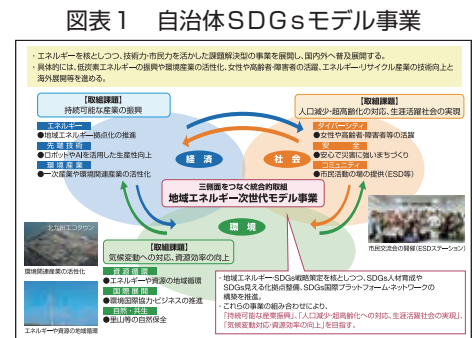 図表1 自治体SDGsモデル事業
・エネルギーを核としつつ、技術力・市民力を活かした課題解決型の事業を展開し、国内外へ普及展開する。
・具体的には、低炭素エネルギーの振興や環境産業の活性化、女性や高齢者・障害者の活躍、エネルギー・リサイクル産業の技術向上と
海外展開等を進める。
【取組課題】
持続可能な産業の振興
エネルギー
●地域エネルギー拠点化の推進
先端技術
●ロボットやAIを活用した生産性向上
環境産業
●一次産業や環境関連産業の活性化
【取組課題】
人口減少・超高齢化の対応、生涯活躍社会の実現
ダイバーシティ
●女性や高齢者・障害者等の活躍
安全
●安心で災害に強いまちづくり
コミュニティ
●市民活動の場の提供(ESD等)
経済
社会
三側面をつなぐ統合的取組
地域エネルギー次世代モデル事業
環境
北九州エコタウン
環境関連産業の活性化
エネルギーや資源の地域循環
【取組課題】
気候変動への対応、資源効率の向上
資源循環
●エネルギーや資源の地域循環
国際展開
●環境国際協力・ビジネスの推進
自然・共生
●里山等の自然保全
市民交流会の開催(ESDステーション)
・地域エネルギー・SDGs戦略策定を核としつつ、SDGs人材育成や
SDGs見える化拠点整備、SDGs国際プラットフォーム・ネットワークの
構築を推進。
・これらの事業の組み合わせにより、
「持続可能な産業振興」、「人口減少・超高齢化への対応、生涯活躍社会の実現」、
「気候変動対応・資源効率の向上」を目指す。